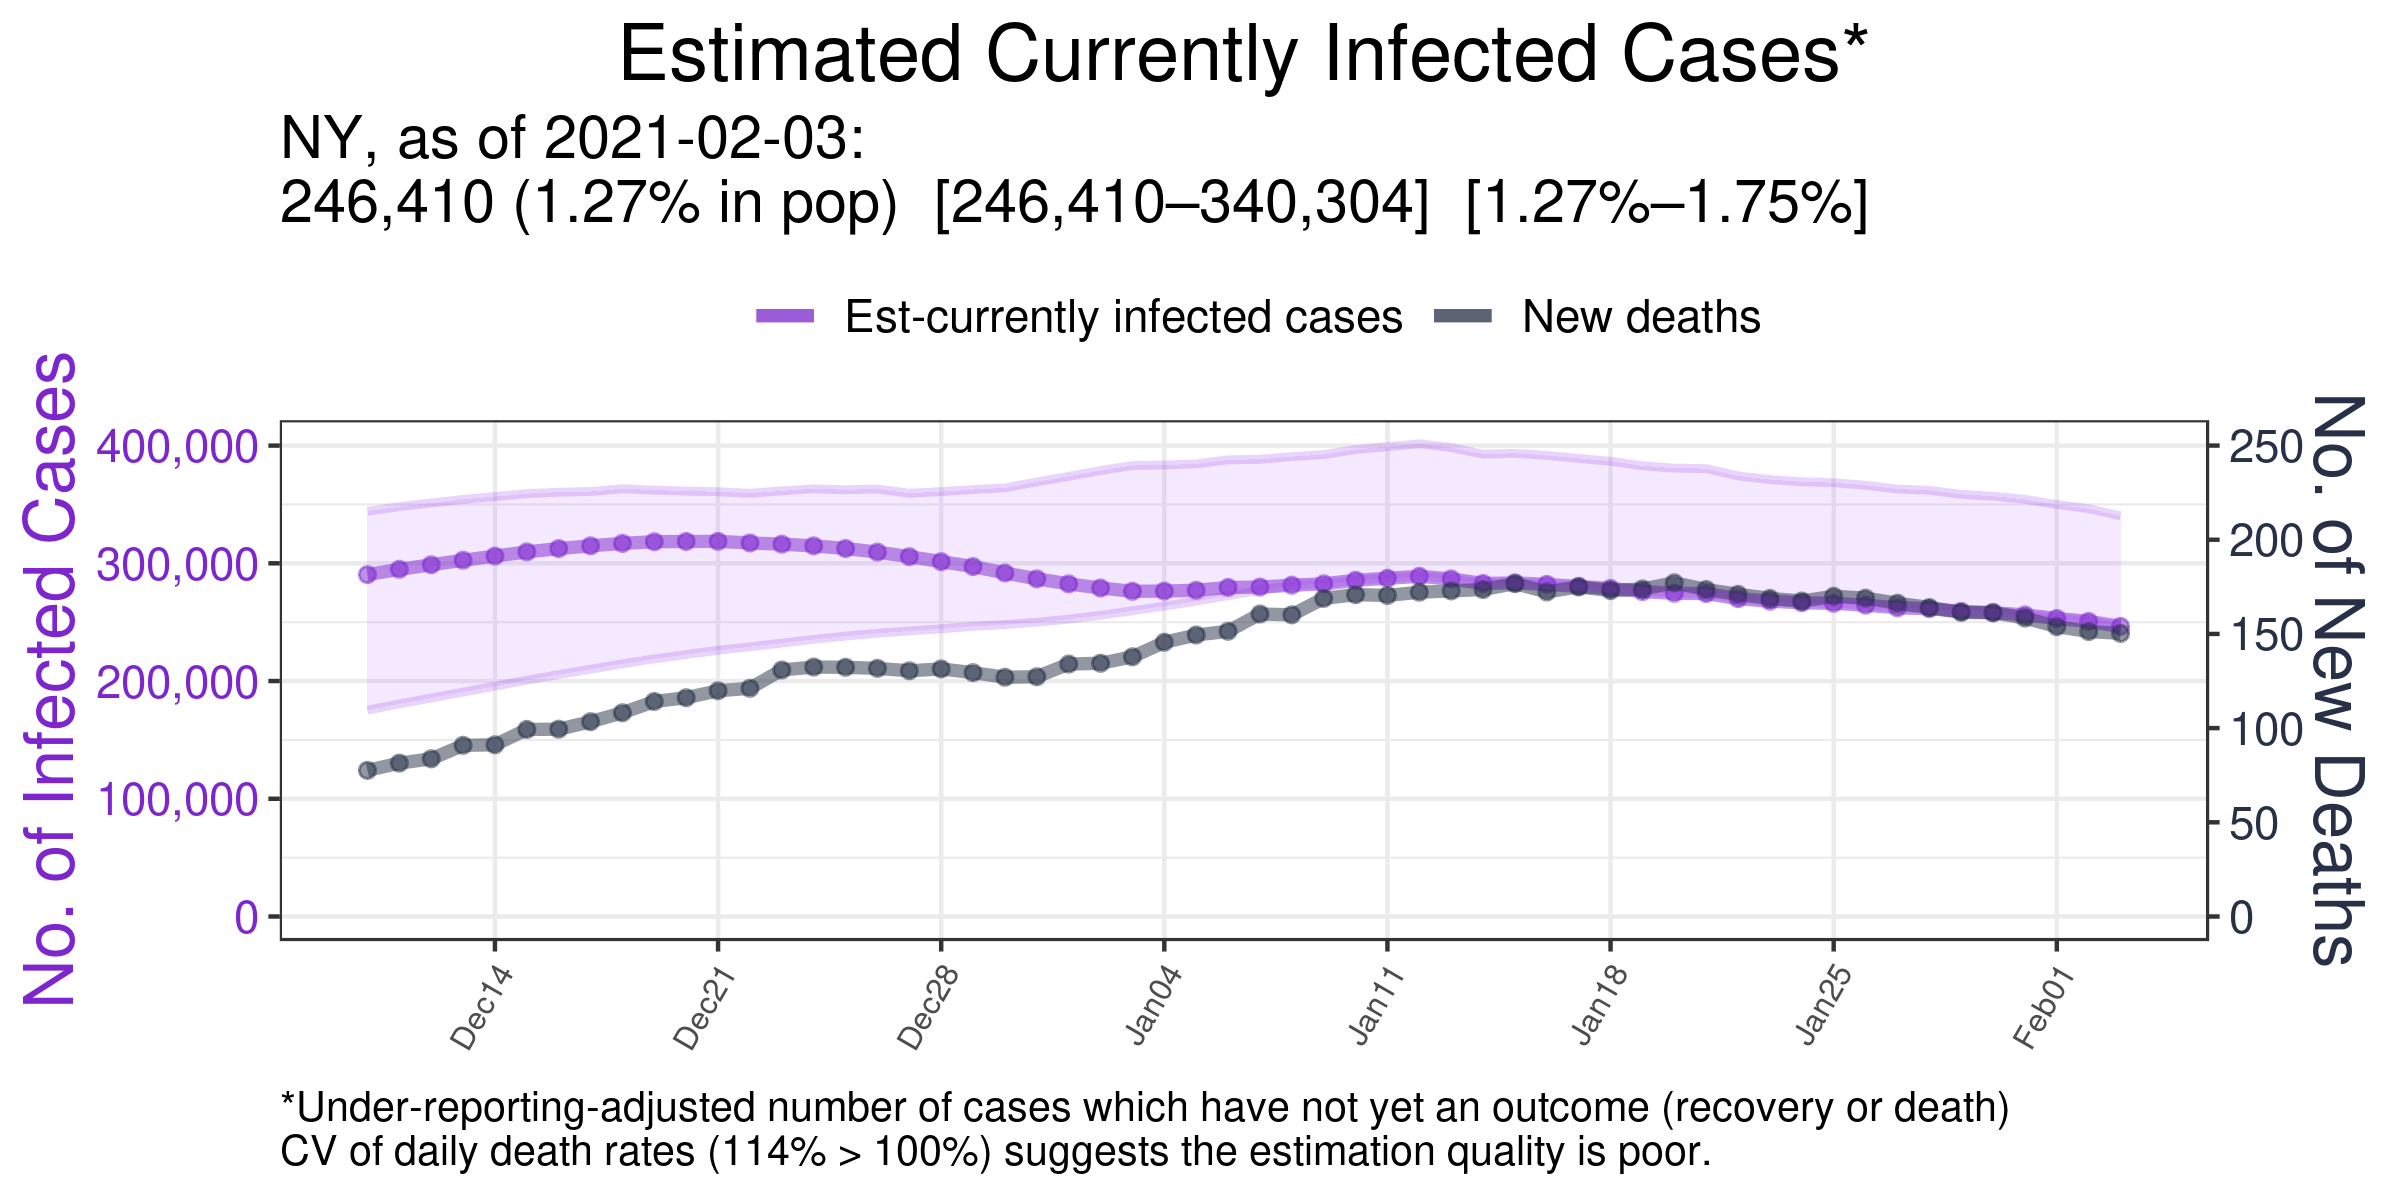 Estimated Currently Infected Cases*
NY, as of 2021-02-03:
246,410 (1.27% in pop)  [246,410–340,304]  [1.27%–1.75%]
Est-currently infected cases
New deaths
No. of Infected Cases
400,000
300,000
200,000
100,000
0
No. of New Deaths
250
200
150
100
50
0
Dec14
Dec21
Dec28
Jan04
Jan11
Jan18
Jan25
Feb01
*Under-reporting-adjusted number of cases which have not yet an outcome (recovery or death)
CV of daily death rates (114% > 100%) suggests the estimation quality is poor.